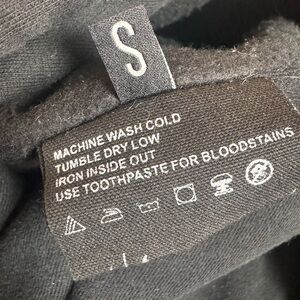 S
MACHINE WASH COLD
TUMBLE DRY LOW
IRON INSIDE OUT
USE TOOTHPASTE FOR BLOODSTAINS